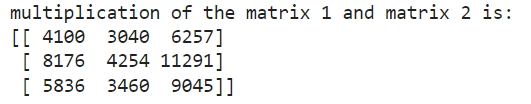 multiplication of the matrix 1 and matrix 2 is:
[[ 4100  3040  6257]
 [ 8176  4254 11291]
 [ 5836  3460  9045]]